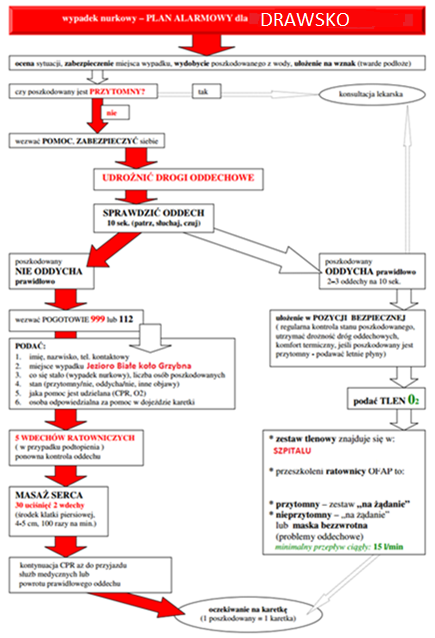 wypadek nurkowy – PLAN ALARMOWY dla DRAWSKO
ocena sytuacji, zabezpieczenie miejsca wypadku, wydobycie poszkodowanego z wody, ułożenie na wznak (twarde podłoże)
czy poszkodowany jest PRZYTOMNY?
tak
konsultacja lekarska
nie
wezwać POMOC, ZABEZPIECZYĆ siebie
UDROŻNIĆ DROGI ODDECHOWE
SPRAWDZIĆ ODDECH
10 sek. (patrz, słuchaj, czuj)
poszkodowany
NIE ODDYCHA
prawidłowo
poszkodowany
ODDYCHA prawidłowo
2÷3 oddechy na 10 sek.
wezwać POGOTOWIE 999 lub 112
PODAĆ:
1. imię, nazwisko, tel. kontaktowy
2. miejsce wypadku Jezioro Białe koło Grzybna
3. co się stało (wypadek nurkowy), liczba osób poszkodowanych
4. stan (przytomny/nie, oddycha/nie, inne objawy)
5. jaka pomoc jest udzielana (CPR, O2)
6. osoba odpowiedzialna za pomoc w dojeździe karetki
ułożenie w POZYCJI BEZPIECZNEJ
( regularna kontrola stanu poszkodowanego,
utrzymać drożność dróg oddechowych,
komfort termiczny, jeśli poszkodowany jest
przytomny - podawać letnie płyny)
podać TLEN O2
5 WDECHÓW RATOWNICZYCH
( w przypadku podtopienia )
ponowna kontrola oddechu
MASAŻ SERCA
30 uciśnięć 2 wdechy
(środek klatki piersiowej,
4÷5 cm, 100 razy na min.)
kontynuacja CPR aż do przyjazdu
służb medycznych lub
powrotu prawidłowego oddechu
* zestaw tlenowy znajduje się w:
SZPITALU
* przeszkoleni ratownicy OFAP to:
* przytomny – zestaw „na żądanie"
* nieprzytomny – „na żądanie"
lub maska bezzwrotna
(problemy oddechowe)
minimalny przepływ ciągły: 15 l/min
oczekiwanie na karetkę
(1 poszkodowany = 1 karetka)